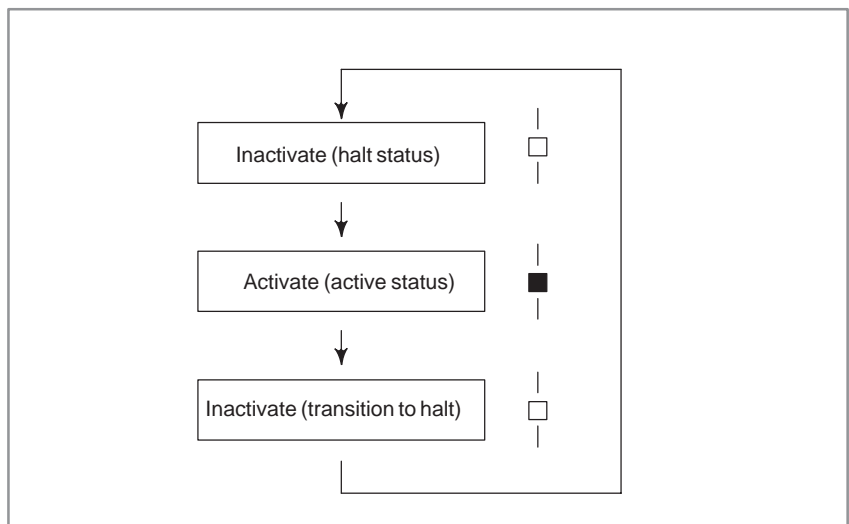 Inactivate (halt status)
Activate (active status)
Inactivate (transition to halt)